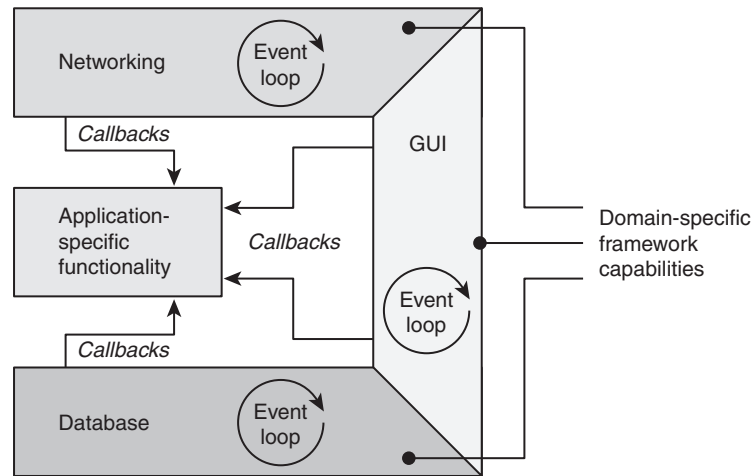 Networking
Event
loop
Callbacks
GUI
Application-
specific
functionality
Callbacks
Domain-specific
framework
capabilities
Event
loop
Callbacks
Database
Event
loop